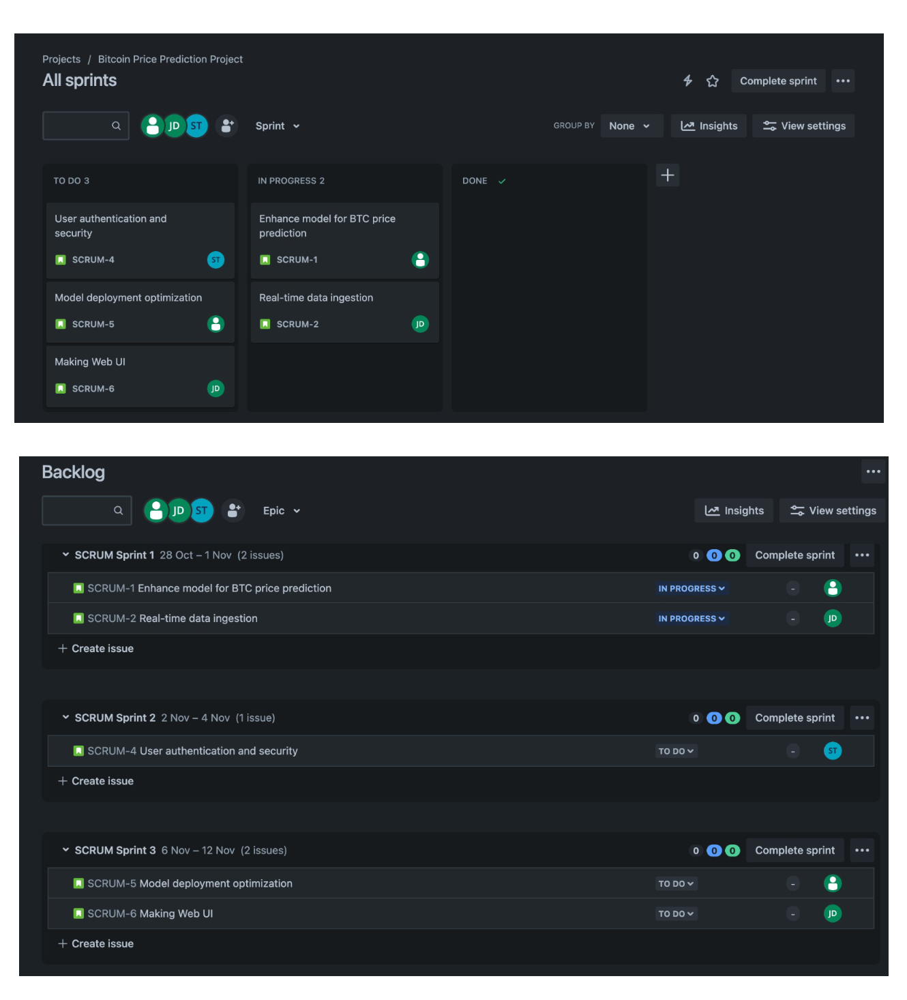 Projects / Bitcoin Price Prediction Project
All sprints
Complete sprint
JD ST Sprint
GROUP BY None Insights View settings
TO DO 3
User authentication and
security
SCRUM-4 ST
Model deployment optimization
SCRUM-5
Making Web UI
SCRUM-6 JD
IN PROGRESS 2
Enhance model for BTC price
prediction
SCRUM-1
Real-time data ingestion
SCRUM-2 JD
DONE
Backlog
JD ST Epic Insights View settings
SCRUM Sprint 1 28 Oct – 1 Nov (2 issues) 0 0 0 Complete sprint
SCRUM-1 Enhance model for BTC price prediction IN PROGRESS -
SCRUM-2 Real-time data ingestion IN PROGRESS - JD
+ Create issue
SCRUM Sprint 2 2 Nov – 4 Nov (1 issue) 0 0 0 Complete sprint
SCRUM-4 User authentication and security TO DO - ST
+ Create issue
SCRUM Sprint 3 6 Nov – 12 Nov (2 issues) 0 0 0 Complete sprint
SCRUM-5 Model deployment optimization TO DO -
SCRUM-6 Making Web UI TO DO - JD
+ Create issue